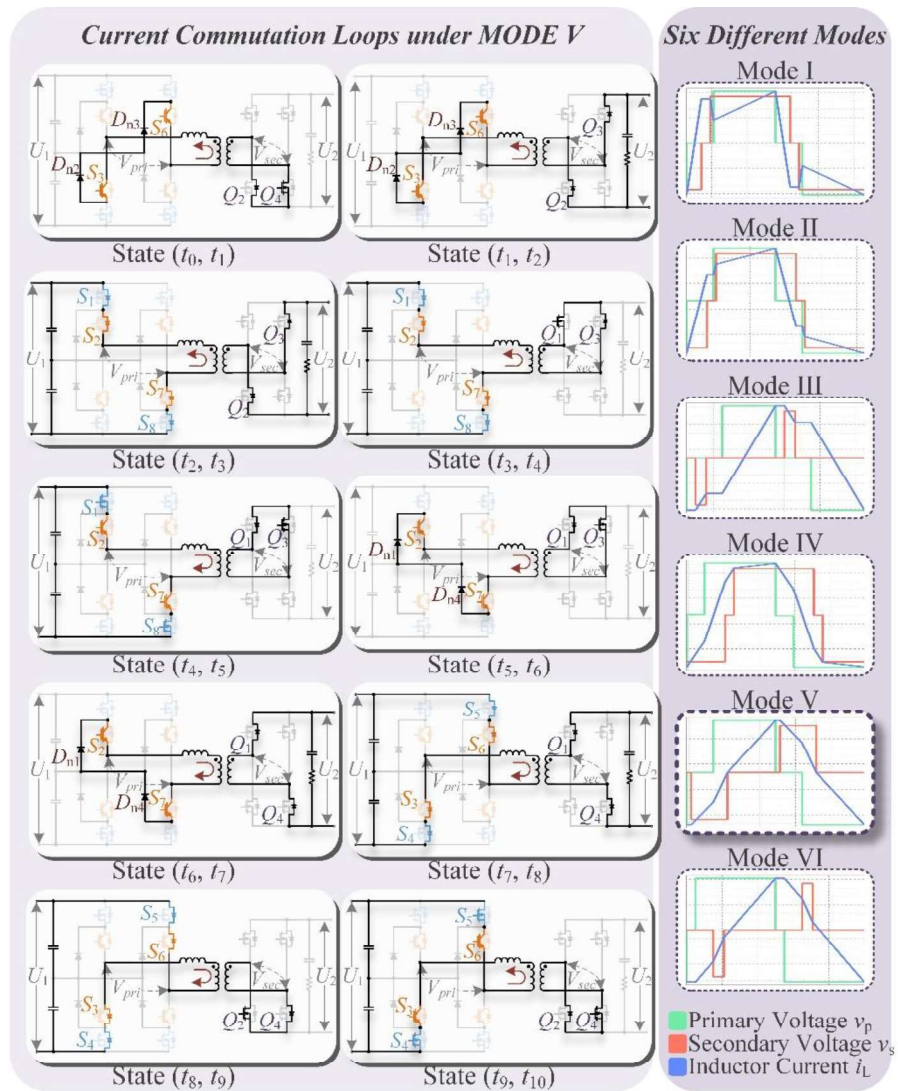 Current Commutation Loops under MODE V
U1 Dn2 S3 Dn3 S6 Vpri Vsec Q2 Q4 U2
State (t0, t1)
Dn2 S3 Dn3 S6 Vpri Vsec Q3 Q2 U2
State (t1, t2)
U1 S1 S2 Vpri S7 S8 Vsec Q3 Q2 U2
State (t2, t3)
U1 S1 S2 Vpri S7 S8 Vsec Q1 Q3 U2
State (t3, t4)
U1 S1 S2 Vpri S7 S8 Vsec Q1 Q3 U2
State (t4, t5)
U1 Dn1 S2 Vpri Dn4 S7 Vsec Q1 Q3 U2
State (t5, t6)
U1 Dn1 S2 Vpri Dn4 S7 Vsec Q1 Q4 U2
State (t6, t7)
U1 S5 S6 Vpri S3 S4 Vsec Q1 Q4 U2
State (t7, t8)
U1 S5 S6 Vpri S3 S4 Vsec Q2 Q4 U2
State (t8, t9)
U1 S5 S6 Vpri S3 S4 Vsec Q2 Q4 U2
State (t9, t10)
Six Different Modes
Mode I
Mode II
Mode III
Mode IV
Mode V
Mode VI
Primary Voltage vp
Secondary Voltage vs
Inductor Current iL